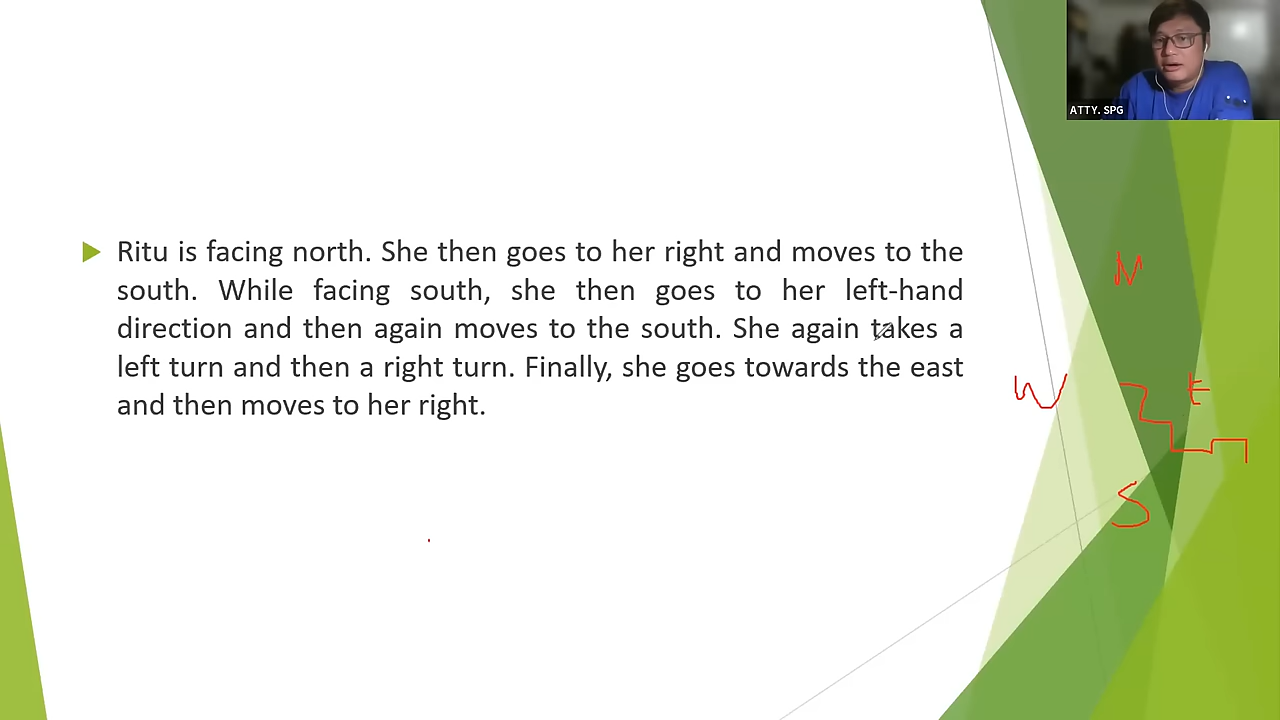 ATTY. SPG
Ritu is facing north. She then goes to her right and moves to the
south. While facing south, she then goes to her left-hand
direction and then again moves to the south. She again takes a
left turn and then a right turn. Finally, she goes towards the east
and then moves to her right.
N
W
E
S